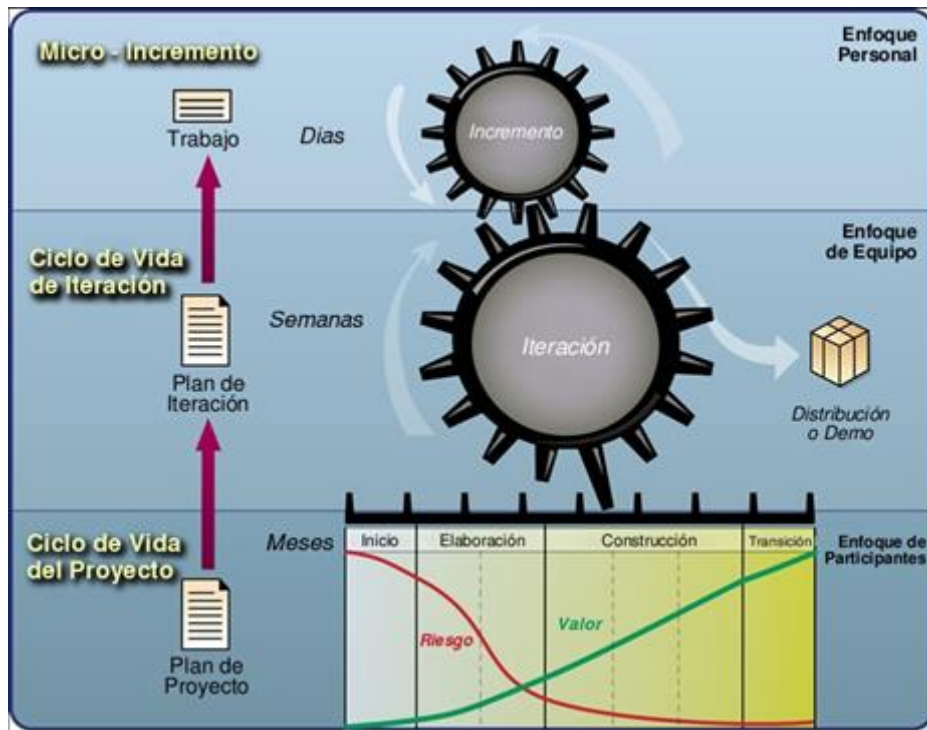 Micro - Incremento
Enfoque
Personal
Trabajo
Días
Incremento
Ciclo de Vida
de Iteración
Enfoque
de Equipo
Semanas
Iteración
Plan de
Iteración
Distribución
o Demo
Ciclo de Vida
del Proyecto
Meses
Inicio
Elaboración
Construcción
Transición
Enfoque de
Participantes
Riesgo
Valor
Plan de
Proyecto